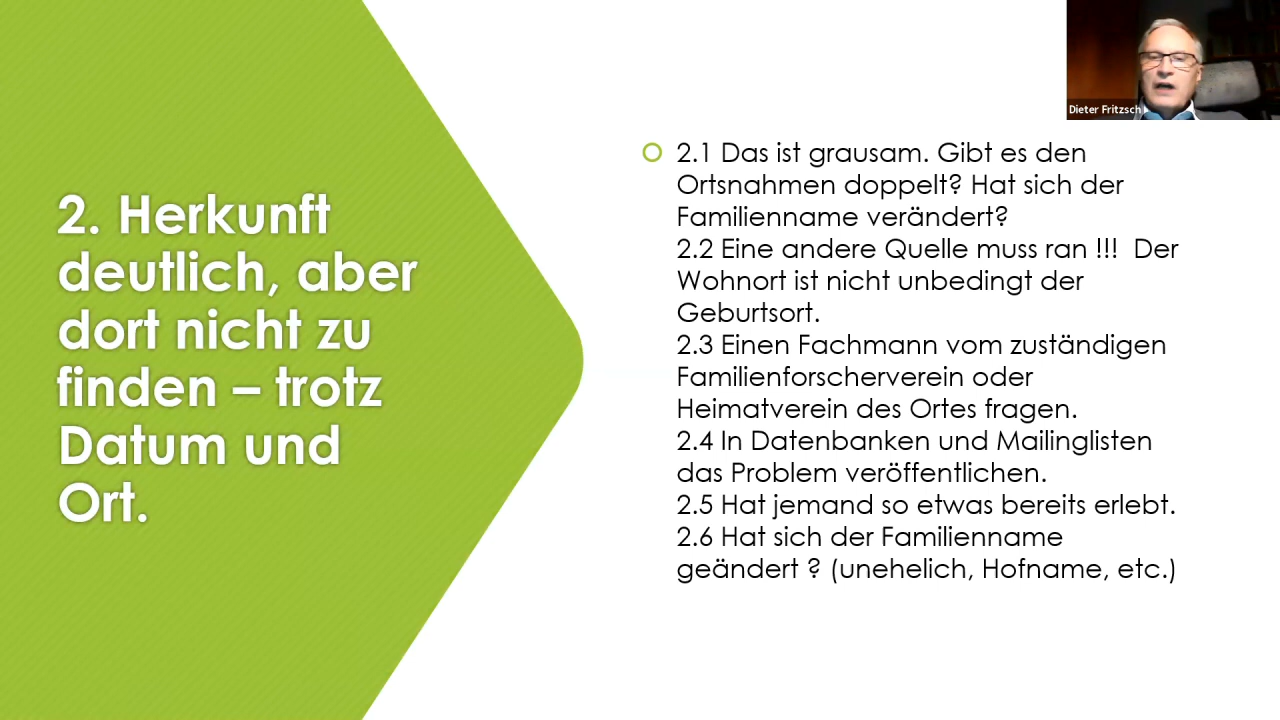 2. Herkunft
deutlich, aber
dort nicht zu
finden – trotz
Datum und
Ort.
Dieter Fritzsch
2.1 Das ist grausam. Gibt es den
Ortsnahmen doppelt? Hat sich der
Familienname verändert?
2.2 Eine andere Quelle muss ran !!!  Der
Wohnort ist nicht unbedingt der
Geburtsort.
2.3 Einen Fachmann vom zuständigen
Familienforscherverein oder
Heimatverein des Ortes fragen.
2.4 In Datenbanken und Mailinglisten
das Problem veröffentlichen.
2.5 Hat jemand so etwas bereits erlebt.
2.6 Hat sich der Familienname
geändert ? (unehelich, Hofname, etc.)